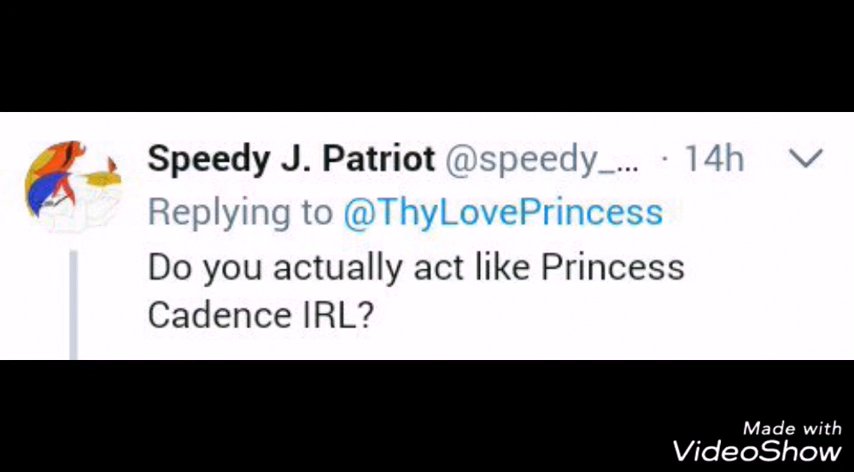 Speedy J. Patriot @speedy_... · 14h
Replying to @ThyLovePrincess
Do you actually act like Princess
Cadence IRL?
Made with
VideoShow